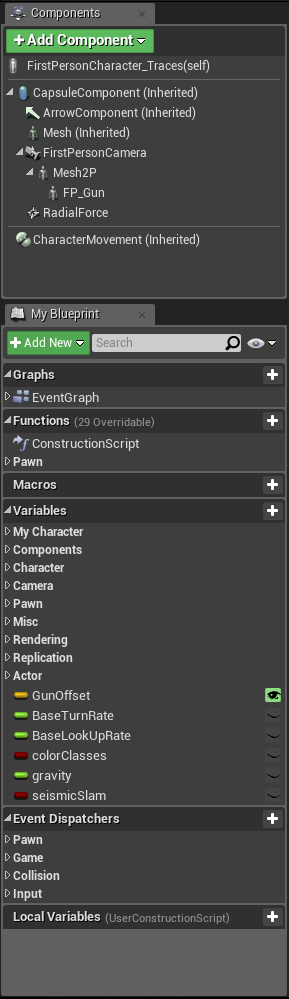 Components
+ Add Component
FirstPersonCharacter_Traces(self)
CapsuleComponent (Inherited)
ArrowComponent (Inherited)
Mesh (Inherited)
FirstPersonCamera
Mesh2P
FP_Gun
RadialForce
CharacterMovement (Inherited)
My Blueprint
+ Add New
Search
Graphs
EventGraph
Functions (29 Overridable)
ConstructionScript
Pawn
Macros
Variables
My Character
Components
Character
Camera
Pawn
Misc
Rendering
Replication
Actor
GunOffset
BaseTurnRate
BaseLookUpRate
colorClasses
gravity
seismicSlam
Event Dispatchers
Pawn
Game
Collision
Input
Local Variables (UserConstructionScript)